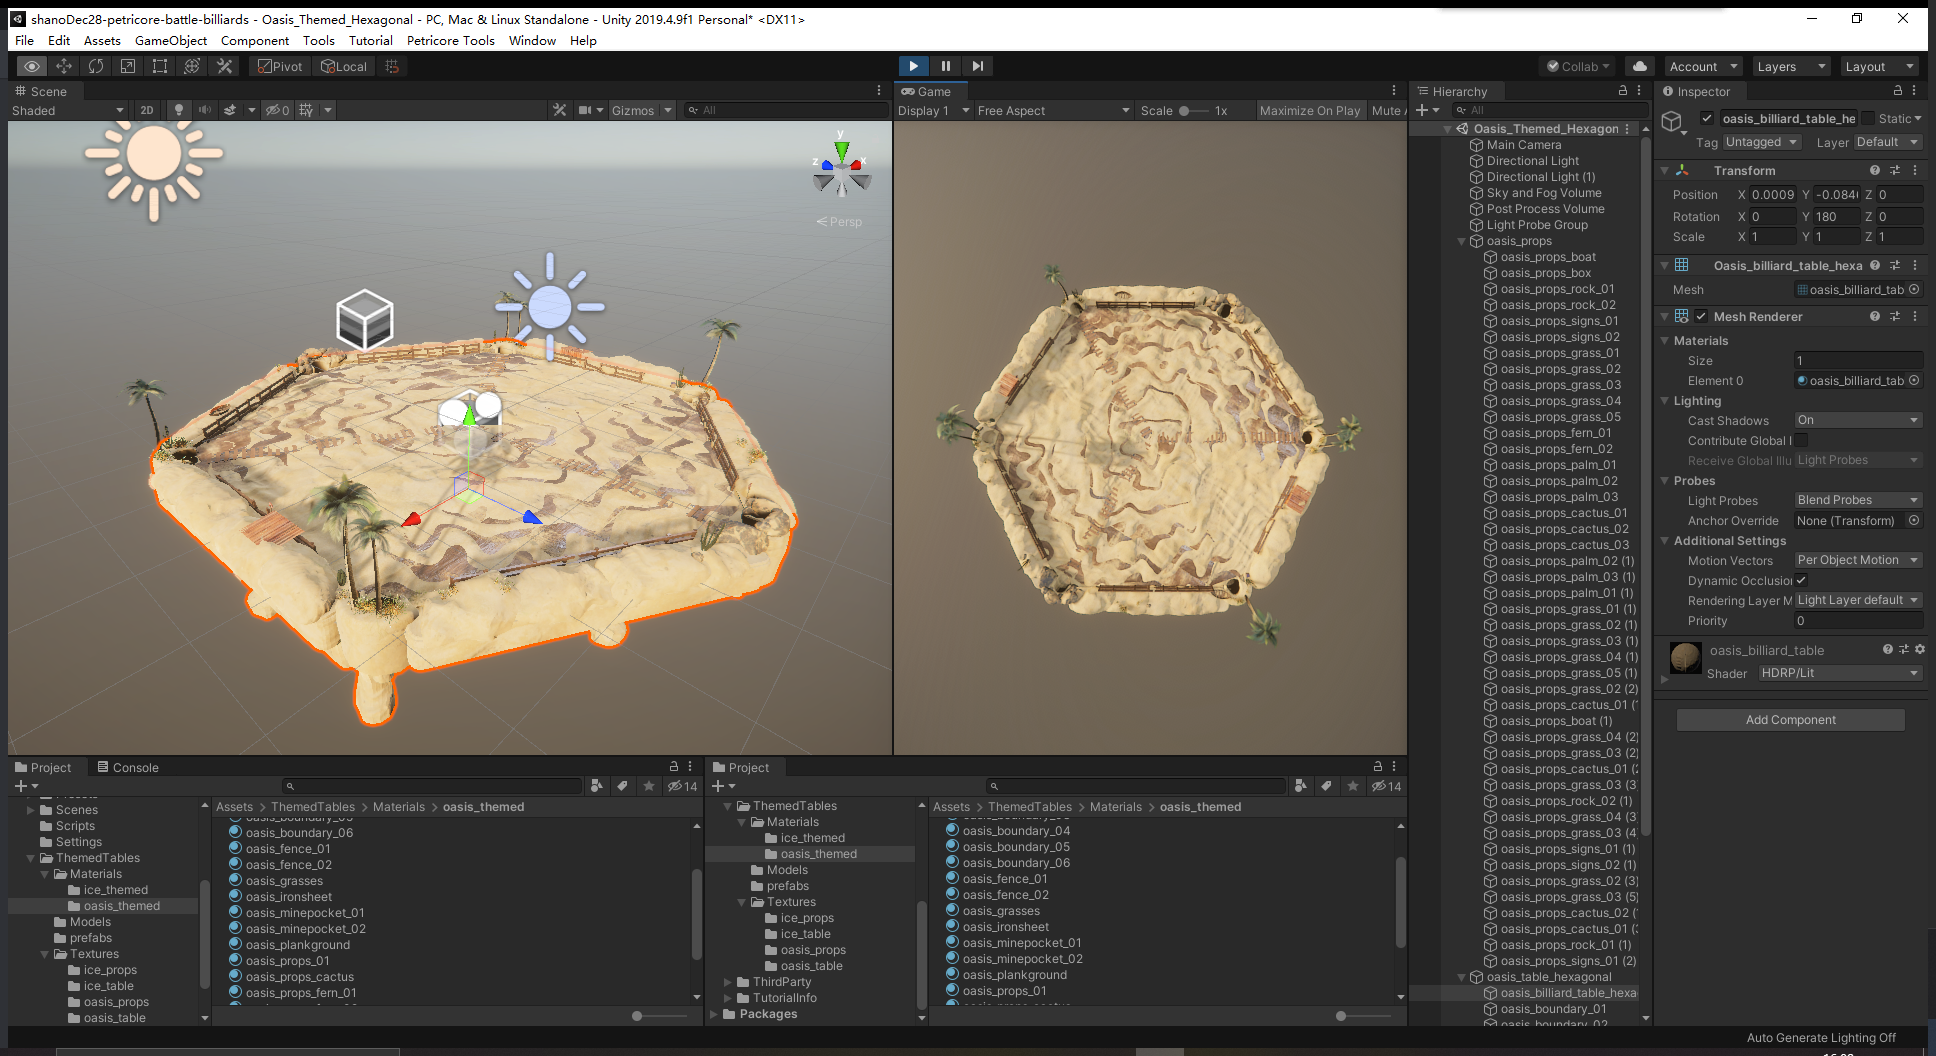 shanoDec28-petricore-battle-billiards - Oasis_Themed_Hexagonal - PC, Mac & Linux Standalone - Unity 2019.4.9f1 Personal* <DX11>
File Edit Assets GameObject Component Tools Tutorial Petricore Tools Window Help
Pivot Local Collab Account Layers Layout
Scene
Shaded 2D 0 Gizmos All
y
z x
Persp
Game
Display 1 Free Aspect Scale 1x Maximize On Play Mute
Hierarchy
All
Oasis_Themed_Hexagon
Main Camera
Directional Light
Directional Light (1)
Sky and Fog Volume
Post Process Volume
Light Probe Group
oasis_props
oasis_props_boat
oasis_props_box
oasis_props_rock_01
oasis_props_rock_02
oasis_props_signs_01
oasis_props_signs_02
oasis_props_grass_01
oasis_props_grass_02
oasis_props_grass_03
oasis_props_grass_04
oasis_props_grass_05
oasis_props_fern_01
oasis_props_fern_02
oasis_props_palm_01
oasis_props_palm_02
oasis_props_palm_03
oasis_props_cactus_01
oasis_props_cactus_02
oasis_props_cactus_03
oasis_props_palm_02 (1)
oasis_props_palm_03 (1)
oasis_props_palm_01 (1)
oasis_props_grass_01 (1)
oasis_props_grass_02 (1)
oasis_props_grass_03 (1)
oasis_props_grass_04 (1)
oasis_props_grass_05 (1)
oasis_props_grass_02 (2)
oasis_props_cactus_01 (
oasis_props_boat (1)
oasis_props_grass_04 (2)
oasis_props_grass_03 (2)
oasis_props_cactus_01 (2
oasis_props_grass_03 (3)
oasis_props_rock_02 (1)
oasis_props_grass_04 (3)
oasis_props_grass_03 (4)
oasis_props_signs_01 (1)
oasis_props_signs_02 (1)
oasis_props_grass_02 (3)
oasis_props_grass_03 (5)
oasis_props_cactus_02 (
oasis_props_cactus_01 (3
oasis_props_rock_01 (1)
oasis_props_signs_01 (2)
oasis_table_hexagonal
oasis_billiard_table_hexa
oasis_boundary_01
oasis_boundary_02
Inspector
oasis_billiard_table_he Static
Tag Untagged Layer Default
Transform
Position X 0.0009 Y -0.084 Z 0
Rotation X 0 Y 180 Z 0
Scale X 1 Y 1 Z 1
Oasis_billiard_table_hexa
Mesh oasis_billiard_tab
Mesh Renderer
Materials
Size 1
Element 0 oasis_billiard_tab
Lighting
Cast Shadows On
Contribute Global I
Receive Global Illu Light Probes
Probes
Light Probes Blend Probes
Anchor Override None (Transform)
Additional Settings
Motion Vectors Per Object Motion
Dynamic Occlusion
Rendering Layer M Light Layer default
Priority 0
oasis_billiard_table
Shader HDRP/Lit
Add Component
Project Console
14
Scenes
Scripts
Settings
ThemedTables
Materials
ice_themed
oasis_themed
Models
prefabs
Textures
ice_props
ice_table
oasis_props
oasis_table
Assets > ThemedTables > Materials > oasis_themed
oasis_boundary_06
oasis_fence_01
oasis_fence_02
oasis_grasses
oasis_ironsheet
oasis_minepocket_01
oasis_minepocket_02
oasis_plankground
oasis_props_01
oasis_props_cactus
oasis_props_fern_01
Project
14
ThemedTables
Materials
ice_themed
oasis_themed
Models
prefabs
Textures
ice_props
ice_table
oasis_props
oasis_table
ThirdParty
TutorialInfo
Packages
Assets > ThemedTables > Materials > oasis_themed
oasis_boundary_04
oasis_boundary_05
oasis_boundary_06
oasis_fence_01
oasis_fence_02
oasis_grasses
oasis_ironsheet
oasis_minepocket_01
oasis_minepocket_02
oasis_plankground
oasis_props_01
Auto Generate Lighting Off